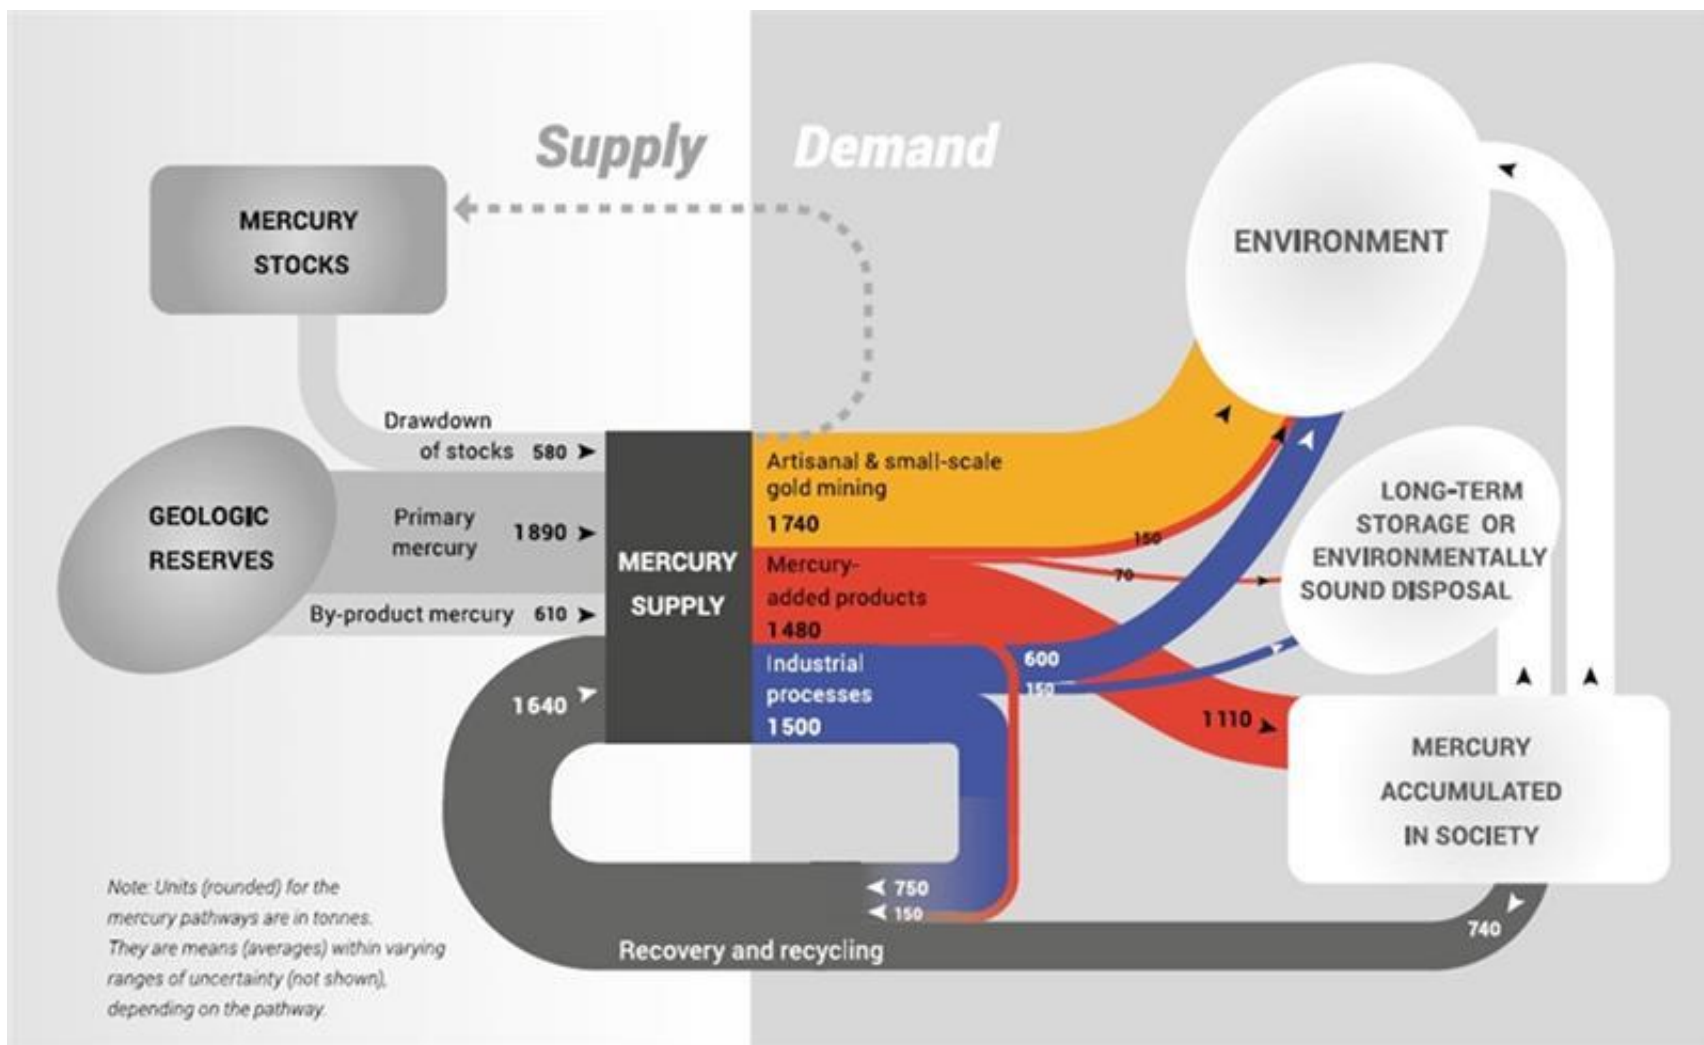 Supply
Demand
MERCURY
STOCKS
ENVIRONMENT
Drawdown
of stocks 580
GEOLOGIC
RESERVES
Primary
mercury
1890
By-product mercury 610
1640
MERCURY
SUPPLY
Artisanal & small-scale
gold mining
1740
Mercury-
added products
1480
Industrial
processes
1500
150
70
600
150
1110
LONG-TERM
STORAGE OR
ENVIRONMENTALLY
SOUND DISPOSAL
MERCURY
ACCUMULATED
IN SOCIETY
750
150
740
Recovery and recycling
Note: Units (rounded) for the
mercury pathways are in tonnes.
They are means (averages) within varying
ranges of uncertainty (not shown),
depending on the pathway.